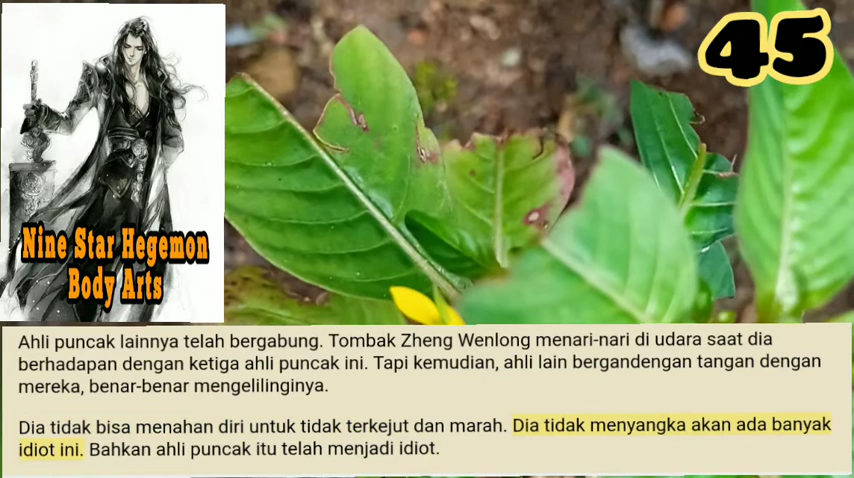 45
Nine Star Hegemon
Body Arts
Ahli puncak lainnya telah bergabung. Tombak Zheng Wenlong menari-nari di udara saat dia
berhadapan dengan ketiga ahli puncak ini. Tapi kemudian, ahli lain bergandengan tangan dengan
mereka, benar-benar mengelilinginya.
Dia tidak bisa menahan diri untuk tidak terkejut dan marah. Dia tidak menyangka akan ada banyak
idiot ini. Bahkan ahli puncak itu telah menjadi idiot.